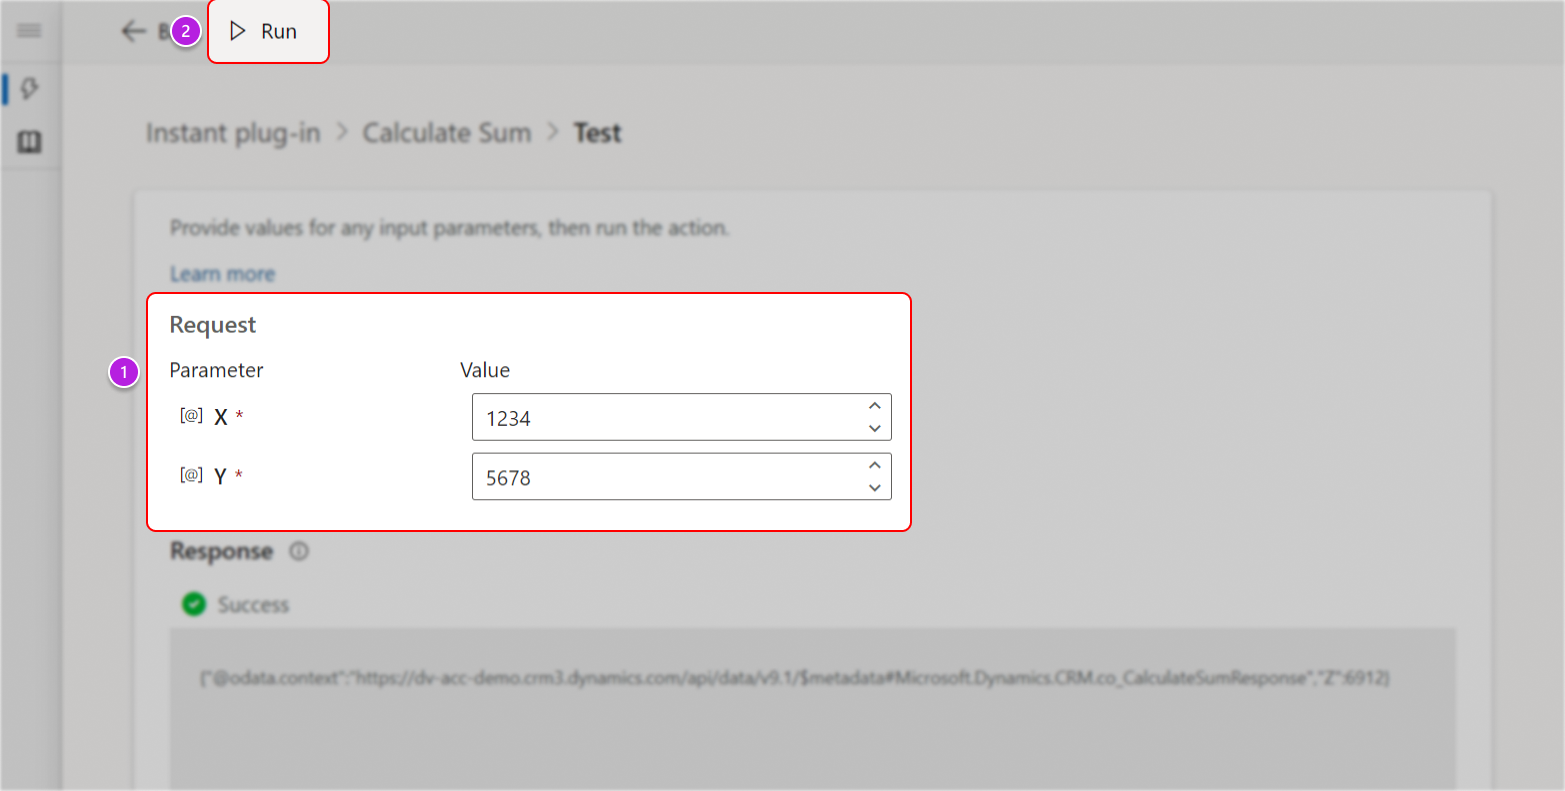 2 Run
Instant plug-in > Calculate Sum > Test
Provide values for any input parameters, then run the action.
Learn more
Request
1
Parameter Value
[@] X * 1234
[@] Y * 5678
Response
Success
{"@odata.context":"https://dv-acc-demo.crm3.dynamics.com/api/data/v9.1/$metadata#Microsoft.Dynamics.CRM.co_CalculateSumResponse","Z":6912}